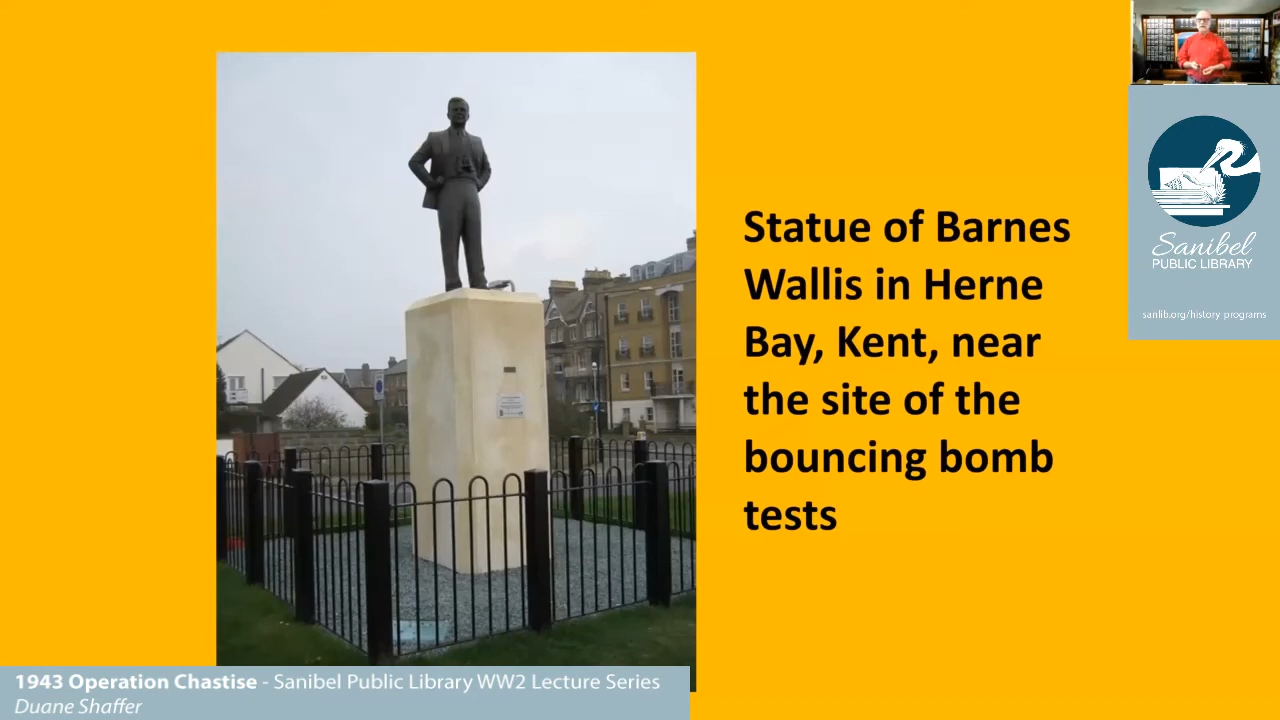 Statue of Barnes
Wallis in Herne
Bay, Kent, near
the site of the
bouncing bomb
tests
Sanibel
PUBLIC LIBRARY
sanlib.org/history programs
1943 Operation Chastise - Sanibel Public Library WW2 Lecture Series
Duane Shaffer